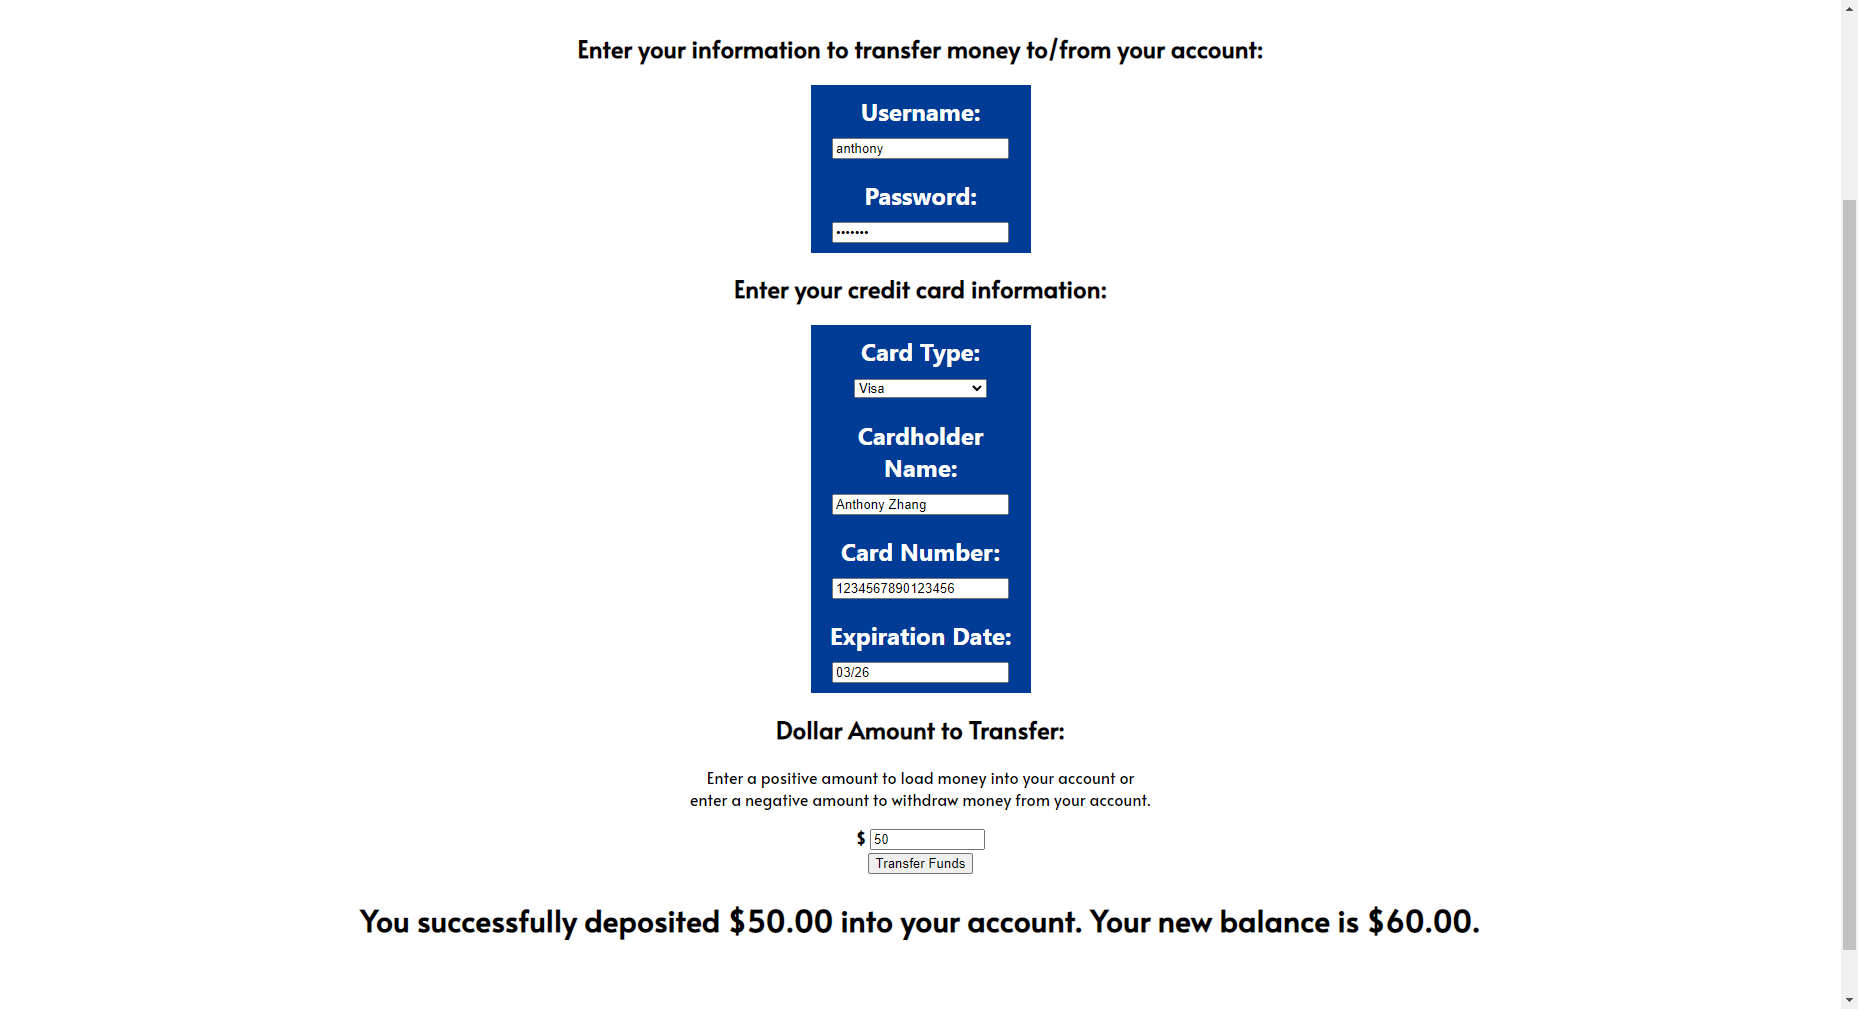 Enter your information to transfer money to/from your account:
Username:
anthony
Password:
•••••••
Enter your credit card information:
Card Type:
Visa
Cardholder
Name:
Anthony Zhang
Card Number:
1234567890123456
Expiration Date:
03/26
Dollar Amount to Transfer:
Enter a positive amount to load money into your account or
enter a negative amount to withdraw money from your account.
$ 50
Transfer Funds
You successfully deposited $50.00 into your account. Your new balance is $60.00.